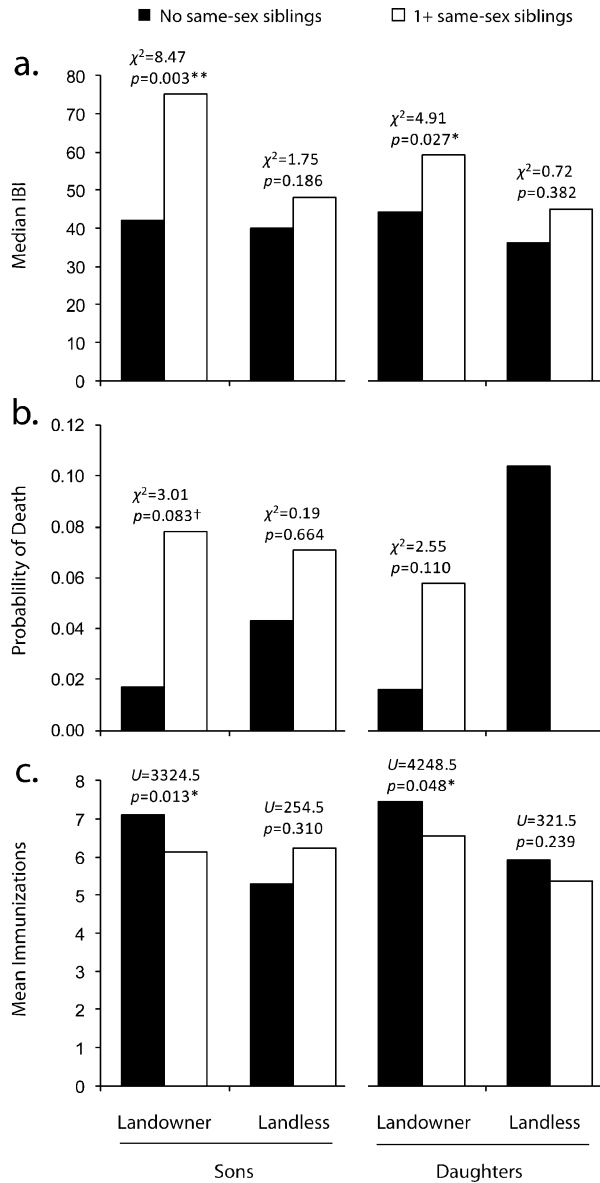 No same-sex siblings
1+ same-sex siblings
a.
Median IBI
80
70
60
50
40
30
20
10
0
χ²=8.47
p=0.003**
χ²=1.75
p=0.186
χ²=4.91
p=0.027*
χ²=0.72
p=0.382
b.
Probablility of Death
0.12
0.10
0.08
0.06
0.04
0.02
0.00
χ²=3.01
p=0.083†
χ²=0.19
p=0.664
χ²=2.55
p=0.110
c.
Mean Immunizations
8
7
6
5
4
3
2
1
0
U=3324.5
p=0.013*
U=254.5
p=0.310
U=4248.5
p=0.048*
U=321.5
p=0.239
Landowner
Landless
Landowner
Landless
Sons
Daughters